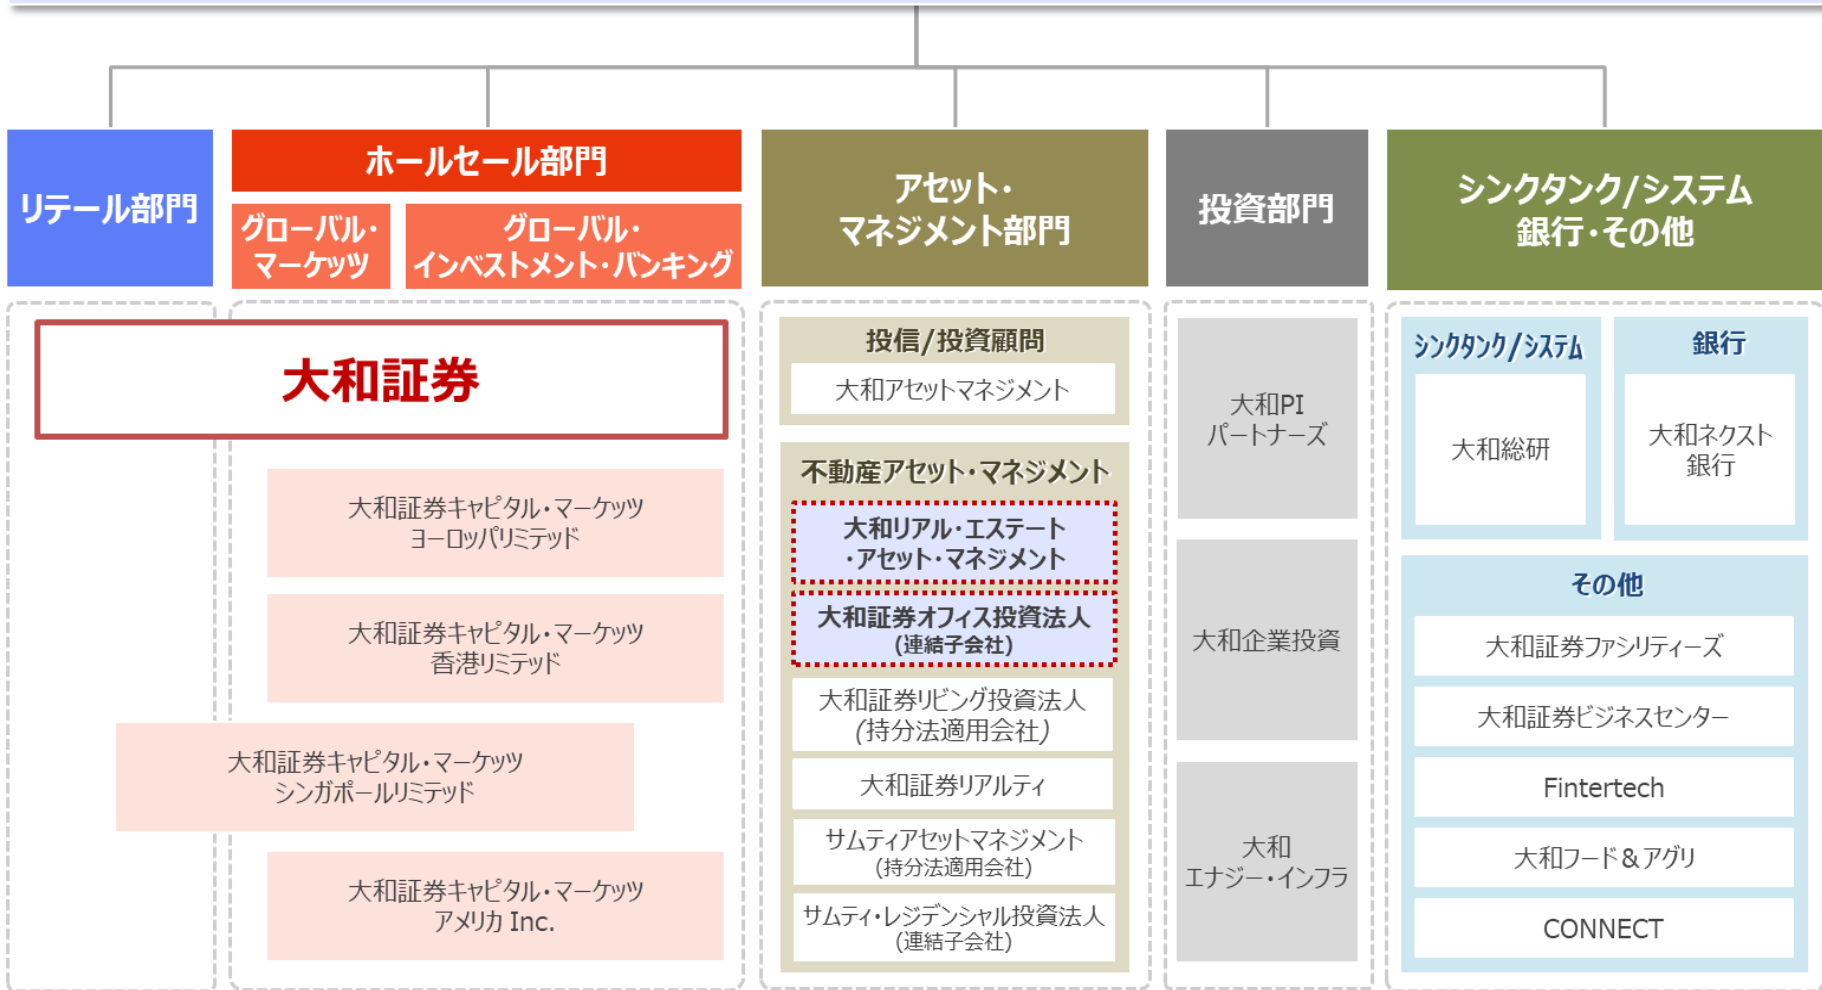 リテール部門
ホールセール部門
グローバル・
マーケッツ
グローバル・
インベストメント・バンキング
アセット・
マネジメント部門
投資部門
シンクタンク/システム
銀行・その他
大和証券
大和証券キャピタル・マーケッツ
ヨーロッパリミテッド
大和証券キャピタル・マーケッツ
香港リミテッド
大和証券キャピタル・マーケッツ
シンガポールリミテッド
大和証券キャピタル・マーケッツ
アメリカ Inc.
投信/投資顧問
大和アセットマネジメント
不動産アセット・マネジメント
大和リアル・エステート
・アセット・マネジメント
大和証券オフィス投資法人
(連結子会社)
大和証券リビング投資法人
(持分法適用会社)
大和証券リアルティ
サムティアセットマネジメント
(持分法適用会社)
サムティ・レジデンシャル投資法人
(連結子会社)
大和PI
パートナーズ
大和企業投資
大和
エナジー・インフラ
シンクタンク/システム
大和総研
銀行
大和ネクスト
銀行
その他
大和証券ファシリティーズ
大和証券ビジネスセンター
Fintertech
大和フード&アグリ
CONNECT